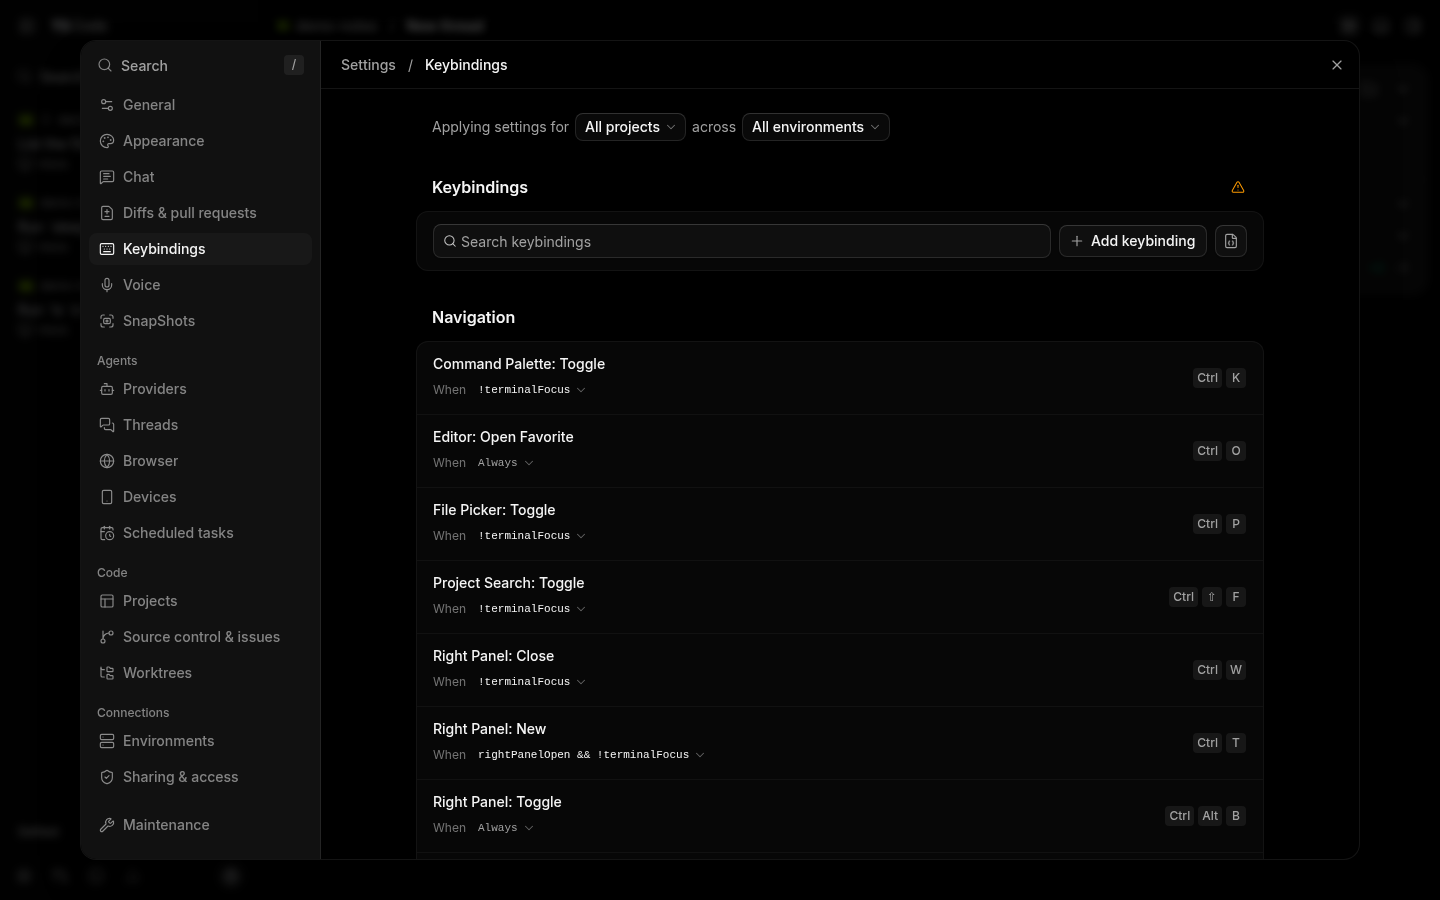 Search /
General
Appearance
Chat
Diffs & pull requests
Keybindings
Voice
SnapShots
Agents
Providers
Threads
Browser
Devices
Scheduled tasks
Code
Projects
Source control & issues
Worktrees
Connections
Environments
Sharing & access
Maintenance
Settings / Keybindings
Applying settings for All projects across All environments
Keybindings
Search keybindings
Add keybinding
Navigation
Command Palette: Toggle
When !terminalFocus
Ctrl K
Editor: Open Favorite
When Always
Ctrl O
File Picker: Toggle
When !terminalFocus
Ctrl P
Project Search: Toggle
When !terminalFocus
Ctrl ⇧ F
Right Panel: Close
When !terminalFocus
Ctrl W
Right Panel: New
When rightPanelOpen && !terminalFocus
Ctrl T
Right Panel: Toggle
When Always
Ctrl Alt B